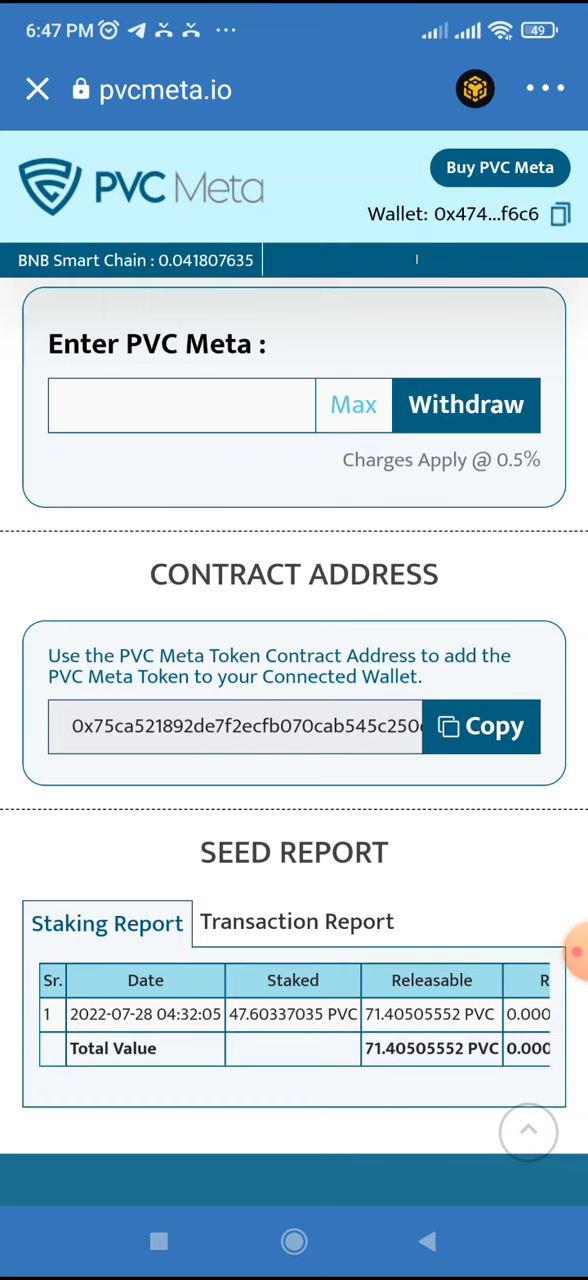 6:47 PM
49
pvcmeta.io
PVC Meta
Buy PVC Meta
Wallet: 0x474...f6c6
BNB Smart Chain : 0.041807635
Enter PVC Meta :
Max
Withdraw
Charges Apply @ 0.5%
CONTRACT ADDRESS
Use the PVC Meta Token Contract Address to add the
PVC Meta Token to your Connected Wallet.
0x75ca521892de7f2ecfb070cab545c250
Copy
SEED REPORT
Staking Report Transaction Report
Sr. Date Staked Releasable R
1 2022-07-28 04:32:05 47.60337035 PVC 71.40505552 PVC 0.000
Total Value 71.40505552 PVC 0.000